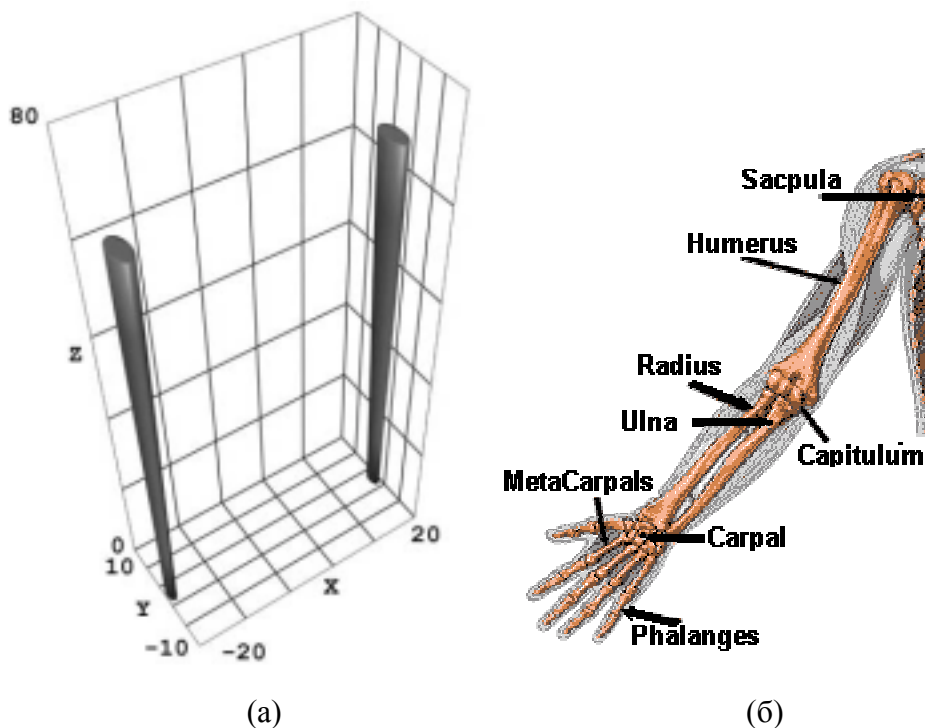 80
Z
0
10
Y
-10
-20
X
20
Sacpula
Humerus
Radius
Ulna
Capitulum
MetaCarpals
Carpal
Phalanges
(а)
(б)